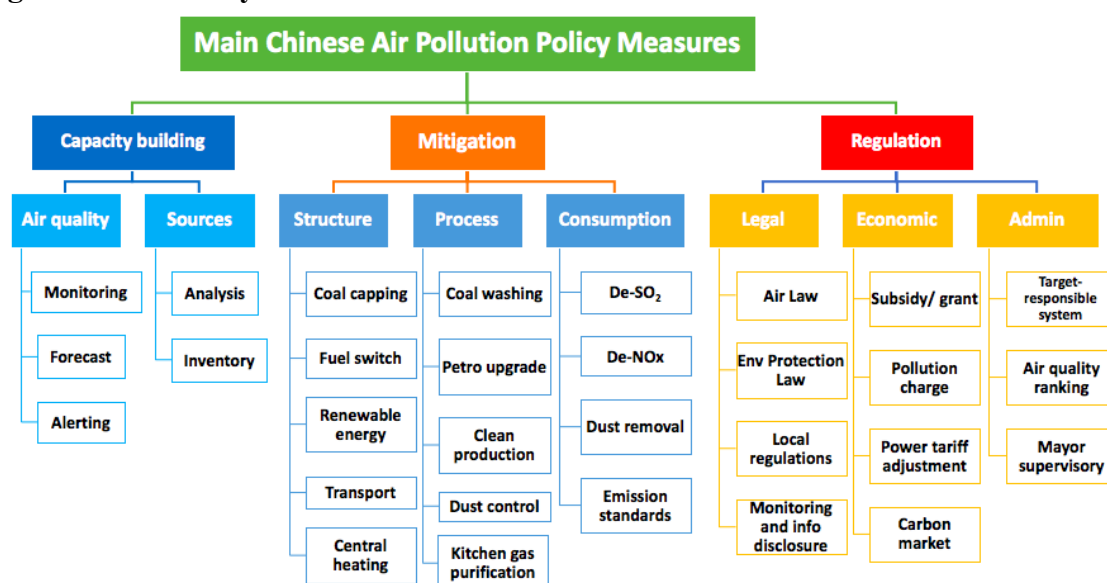 Main Chinese Air Pollution Policy Measures
Capacity building
Mitigation
Regulation
Air quality
Sources
Structure
Process
Consumption
Legal
Economic
Admin
Monitoring
Forecast
Alerting
Analysis
Inventory
Coal capping
Fuel switch
Renewable
energy
Transport
Central
heating
Coal washing
Petro upgrade
Clean
production
Dust control
Kitchen gas
purification
De-SO₂
De-NOx
Dust removal
Emission
standards
Air Law
Env Protection
Law
Local
regulations
Monitoring
and info
disclosure
Subsidy/ grant
Pollution
charge
Power tariff
adjustment
Carbon
market
Target-
responsible
system
Air quality
ranking
Mayor
supervisory